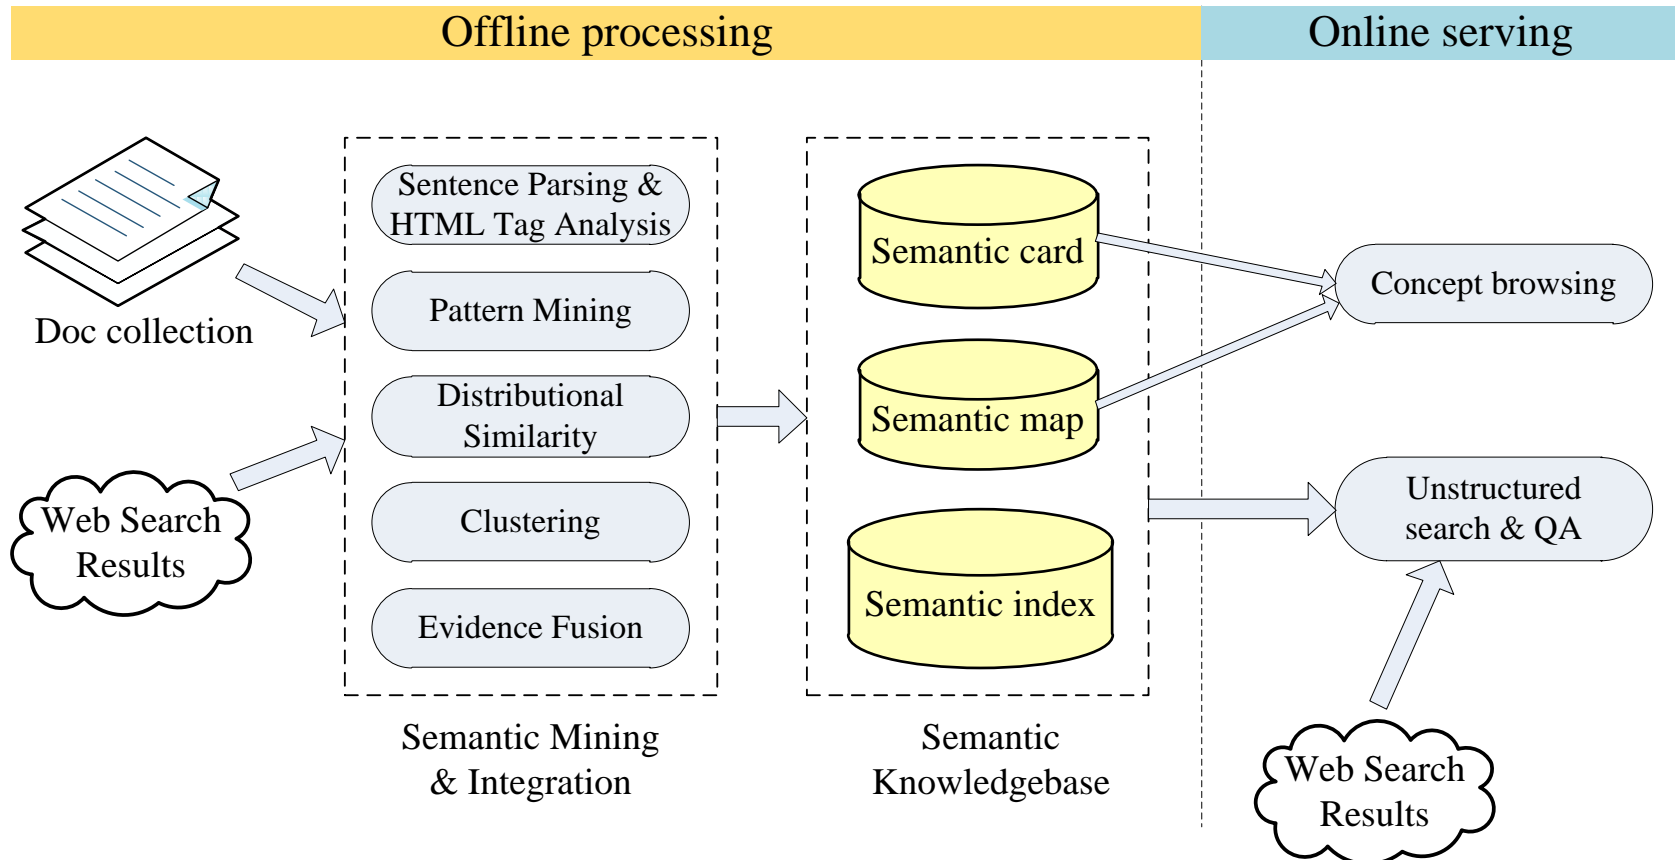 Offline processing
Online serving
Doc collection
Web Search
Results
Sentence Parsing &
HTML Tag Analysis
Pattern Mining
Distributional
Similarity
Clustering
Evidence Fusion
Semantic Mining
& Integration
Semantic card
Semantic map
Semantic index
Semantic
Knowledgebase
Concept browsing
Unstructured
search & QA
Web Search
Results